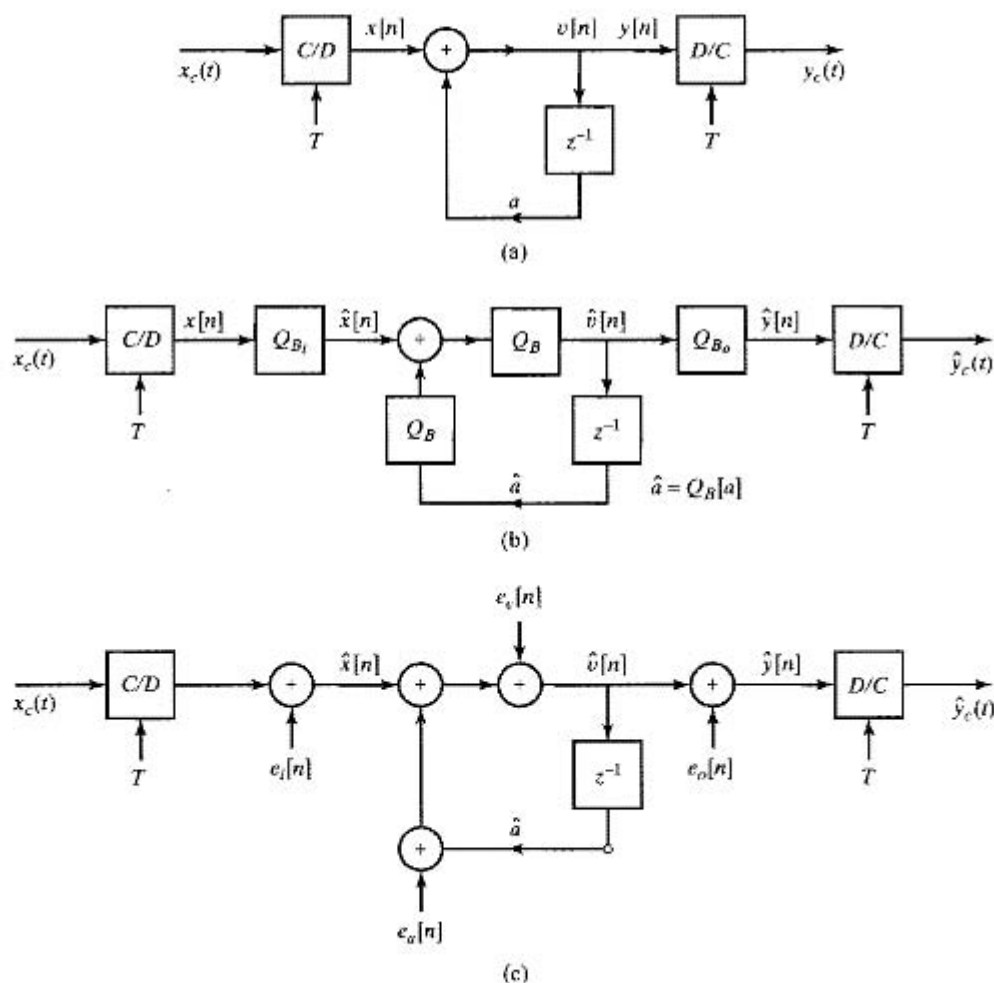 x[n] v[n] y[n]
C/D + D/C
x_c(t) y_c(t)
T z⁻¹ T
a
(a)
x[n] x̂[n] v̂[n] ŷ[n]
C/D Q_{B_i} + Q_B Q_{B_o} D/C
x_c(t) ŷ_c(t)
T Q_B z⁻¹ T
â â = Q_B[a]
(b)
e_v[n]
x̂[n] v̂[n] ŷ[n]
C/D + + + + D/C
x_c(t) ŷ_c(t)
T e_i[n] z⁻¹ e_o[n] T
+ â
e_a[n]
(c)